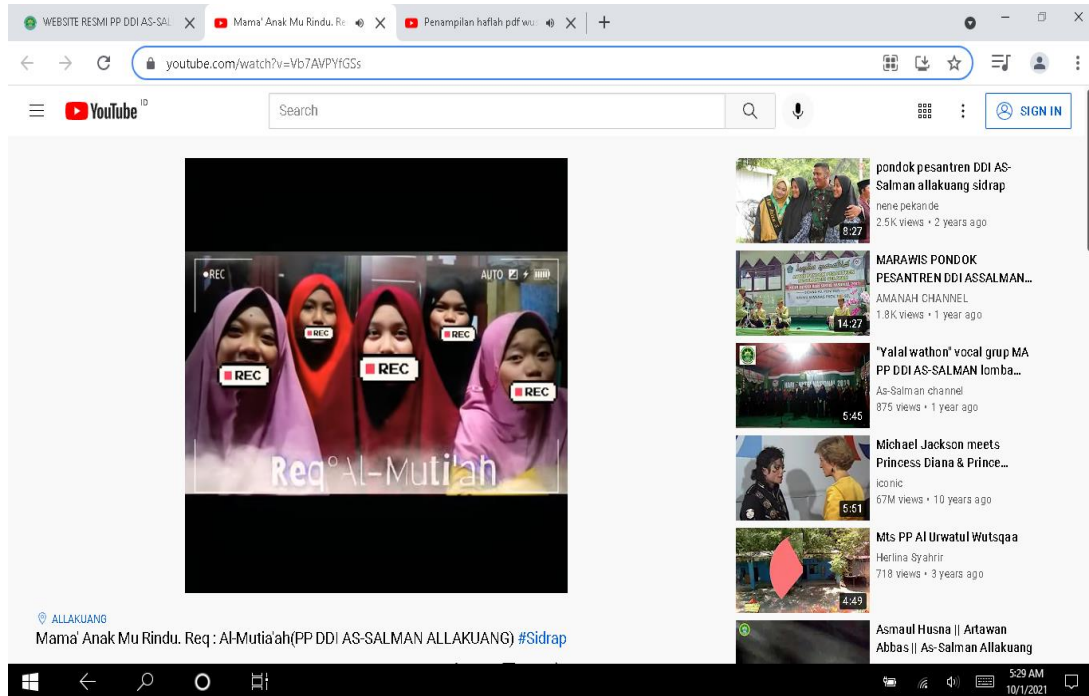 WEBSITE RESMI PP DDI AS-SAL
Mama' Anak Mu Rindu. Re
Penampilan haflah pdf wu
youtube.com/watch?v=Vb7AVPYfGSs
YouTube ID
Search
SIGN IN
REC
AUTO
REC
REC
REC
REC
REC
Req° Al-Muti'ah
ALLAKUANG
Mama' Anak Mu Rindu. Req : Al-Mutia'ah(PP DDI AS-SALMAN ALLAKUANG) #Sidrap
8:27
pondok pesantren DDI AS-
Salman allakuang sidrap
nene pekande
2.5K views • 2 years ago
14:27
MARAWIS PONDOK
PESANTREN DDI ASSALMAN...
AMANAH CHANNEL
1.8K views • 1 year ago
5:45
"Yalal wathon" vocal grup MA
PP DDI AS-SALMAN lomba...
As-Salman channel
875 views • 1 year ago
5:51
Michael Jackson meets
Princess Diana & Prince...
iconic
67M views • 10 years ago
4:49
Mts PP Al Urwatul Wutsqaa
Herlina Syahrir
718 views • 3 years ago
Asmaul Husna || Artawan
Abbas || As-Salman Allakuang
5:29 AM
10/1/2021